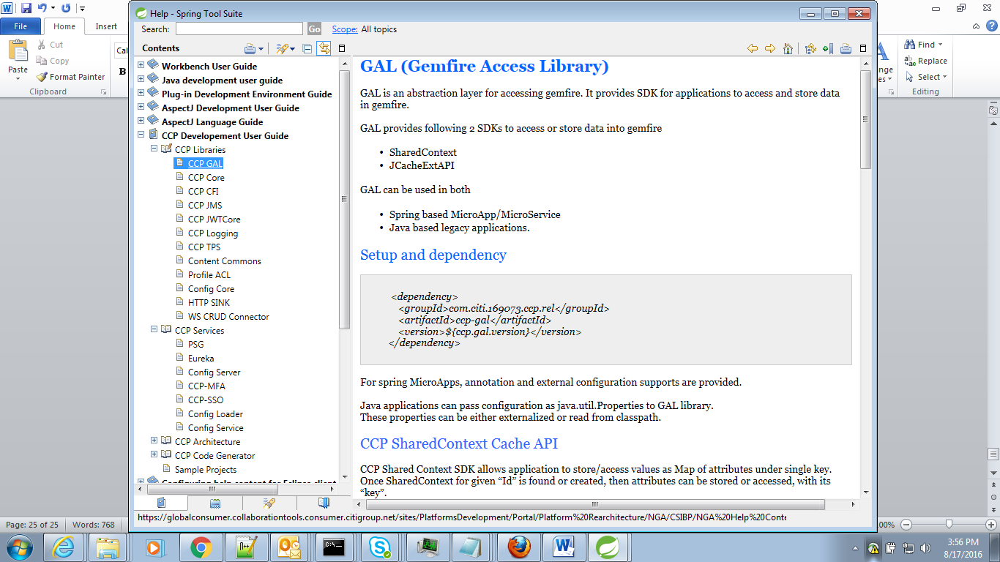 File
Home
Insert
Cut
Copy
Paste
Format Painter
Clipboard
Cal
B
Help - Spring Tool Suite
Search:
Go
Scope: All topics
Contents
Workbench User Guide
Java development user guide
Plug-in Development Environment Guide
AspectJ Development User Guide
AspectJ Language Guide
CCP Developement User Guide
CCP Libraries
CCP GAL
CCP Core
CCP CFI
CCP JMS
CCP JWTCore
CCP Logging
CCP TPS
Content Commons
Profile ACL
Config Core
HTTP SINK
WS CRUD Connector
CCP Services
PSG
Eureka
Config Server
CCP-MFA
CCP-SSO
Config Loader
Config Service
CCP Architecture
CCP Code Generator
Sample Projects
Configuring help content for Eclipse client
GAL (Gemfire Access Library)
GAL is an abstraction layer for accessing gemfire. It provides SDK for applications to access and store data
in gemfire.
GAL provides following 2 SDKs to access or store data into gemfire
• SharedContext
• JCacheExtAPI
GAL can be used in both
• Spring based MicroApp/MicroService
• Java based legacy applications.
Setup and dependency
<dependency>
<groupId>com.citi.169073.ccp.rel</groupId>
<artifactId>ccp-gal</artifactId>
<version>${ccp.gal.version}</version>
</dependency>
For spring MicroApps, annotation and external configuration supports are provided.
Java applications can pass configuration as java.util.Properties to GAL library.
These properties can be either externalized or read from classpath.
CCP SharedContext Cache API
CCP Shared Context SDK allows application to store/access values as Map of attributes under single key.
Once SharedContext for given “Id” is found or created, then attributes can be stored or accessed, with its
“key”.
https://globalconsumer.collaborationtools.consumer.citigroup.net/sites/PlatformsDevelopment/Portal/Platform%20Rearchitecture/NGA/CSIBP/NGA%20Help%20Conte
Find
Replace
Select
Editing
nge
es
Page: 25 of 25
Words: 768
00%
3:56 PM
8/17/2016